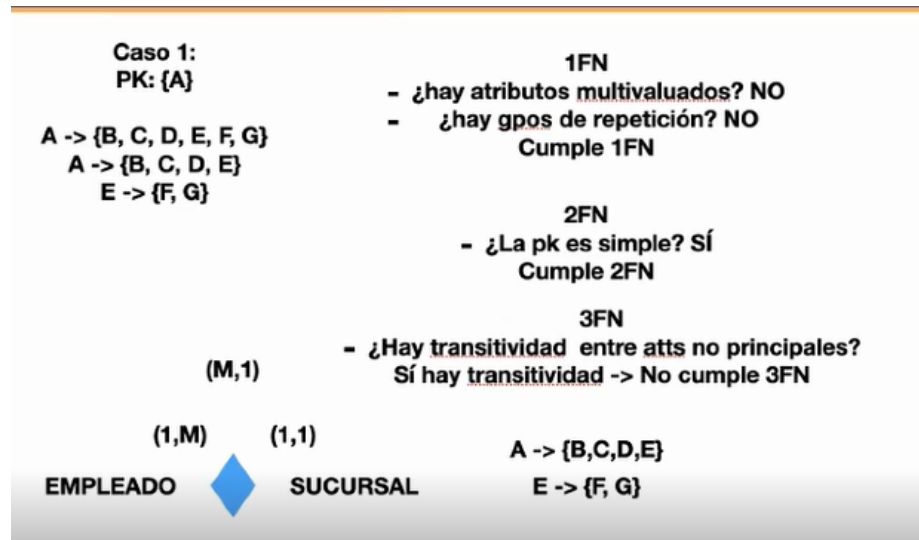 Caso 1:
PK: {A}
A -> {B, C, D, E, F, G}
A -> {B, C, D, E}
E -> {F, G}
1FN
- ¿hay atributos multivaluados? NO
- ¿hay gpos de repetición? NO
Cumple 1FN
2FN
- ¿La pk es simple? SÍ
Cumple 2FN
3FN
- ¿Hay transitividad entre atts no principales?
Sí hay transitividad -> No cumple 3FN
(M,1)
(1,M) (1,1)
EMPLEADO SUCURSAL
A -> {B,C,D,E}
E -> {F, G}